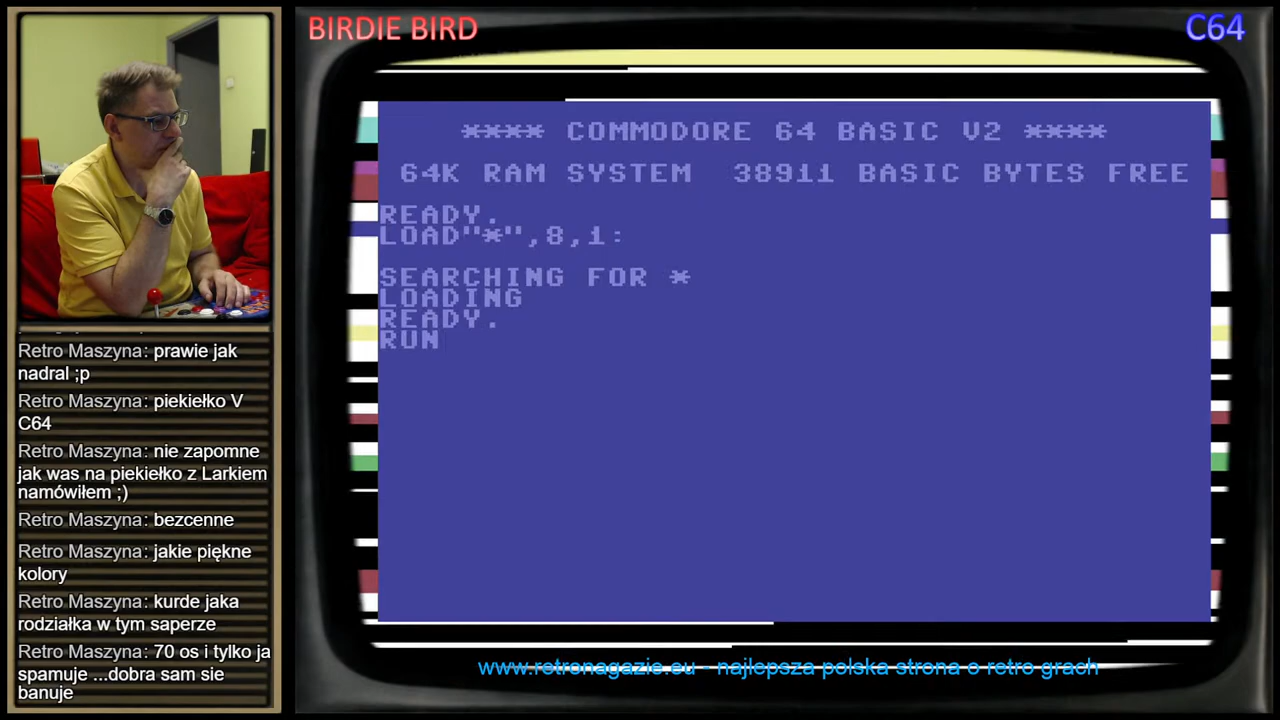 BIRDIE BIRD
C64
**** COMMODORE 64 BASIC V2 ****
64K RAM SYSTEM 38911 BASIC BYTES FREE
READY.
LOAD"*",8,1:
SEARCHING FOR *
LOADING
READY.
RUN
Retro Maszyna: prawie jak
nadral ;p
Retro Maszyna: piekiełko V
C64
Retro Maszyna: nie zapomne
jak was na piekiełko z Larkiem
namówiłem ;)
Retro Maszyna: bezcenne
Retro Maszyna: jakie piękne
kolory
Retro Maszyna: kurde jaka
rodziałka w tym saperze
Retro Maszyna: 70 os i tylko ja
spamuje ...dobra sam sie
banuje
www.retronagazie.eu - najlepsza polska strona o retro grach